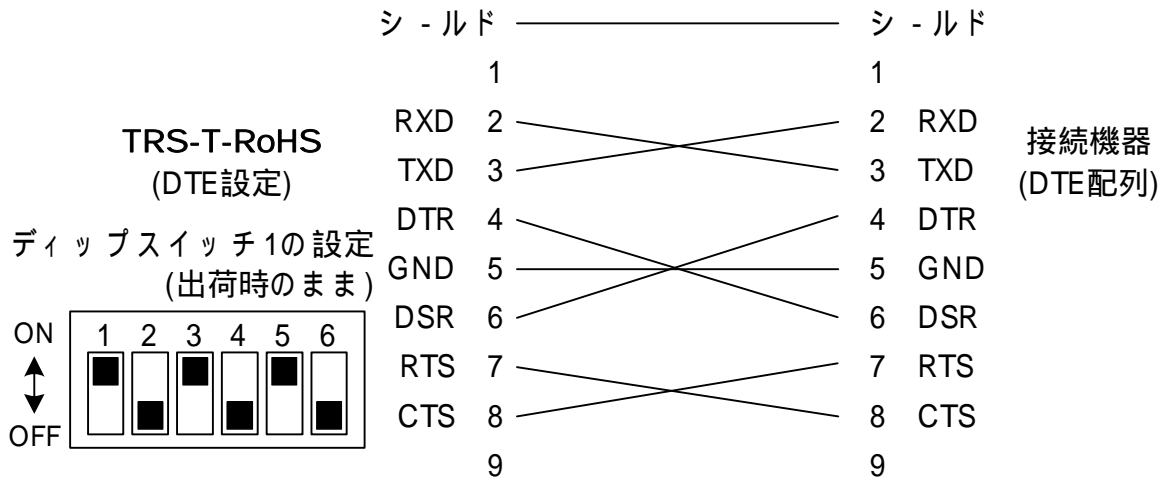 シ-ルド シ-ルド
1 1
RXD 2 2 RXD
TRS-T-RoHS
(DTE設定)
TXD 3 3 TXD
接続機器
(DTE配列)
DTR 4 4 DTR
ディップスイッチ1の設定
(出荷時のまま)
GND 5 5 GND
DSR 6 6 DSR
ON 1 2 3 4 5 6
OFF
RTS 7 7 RTS
CTS 8 8 CTS
9 9